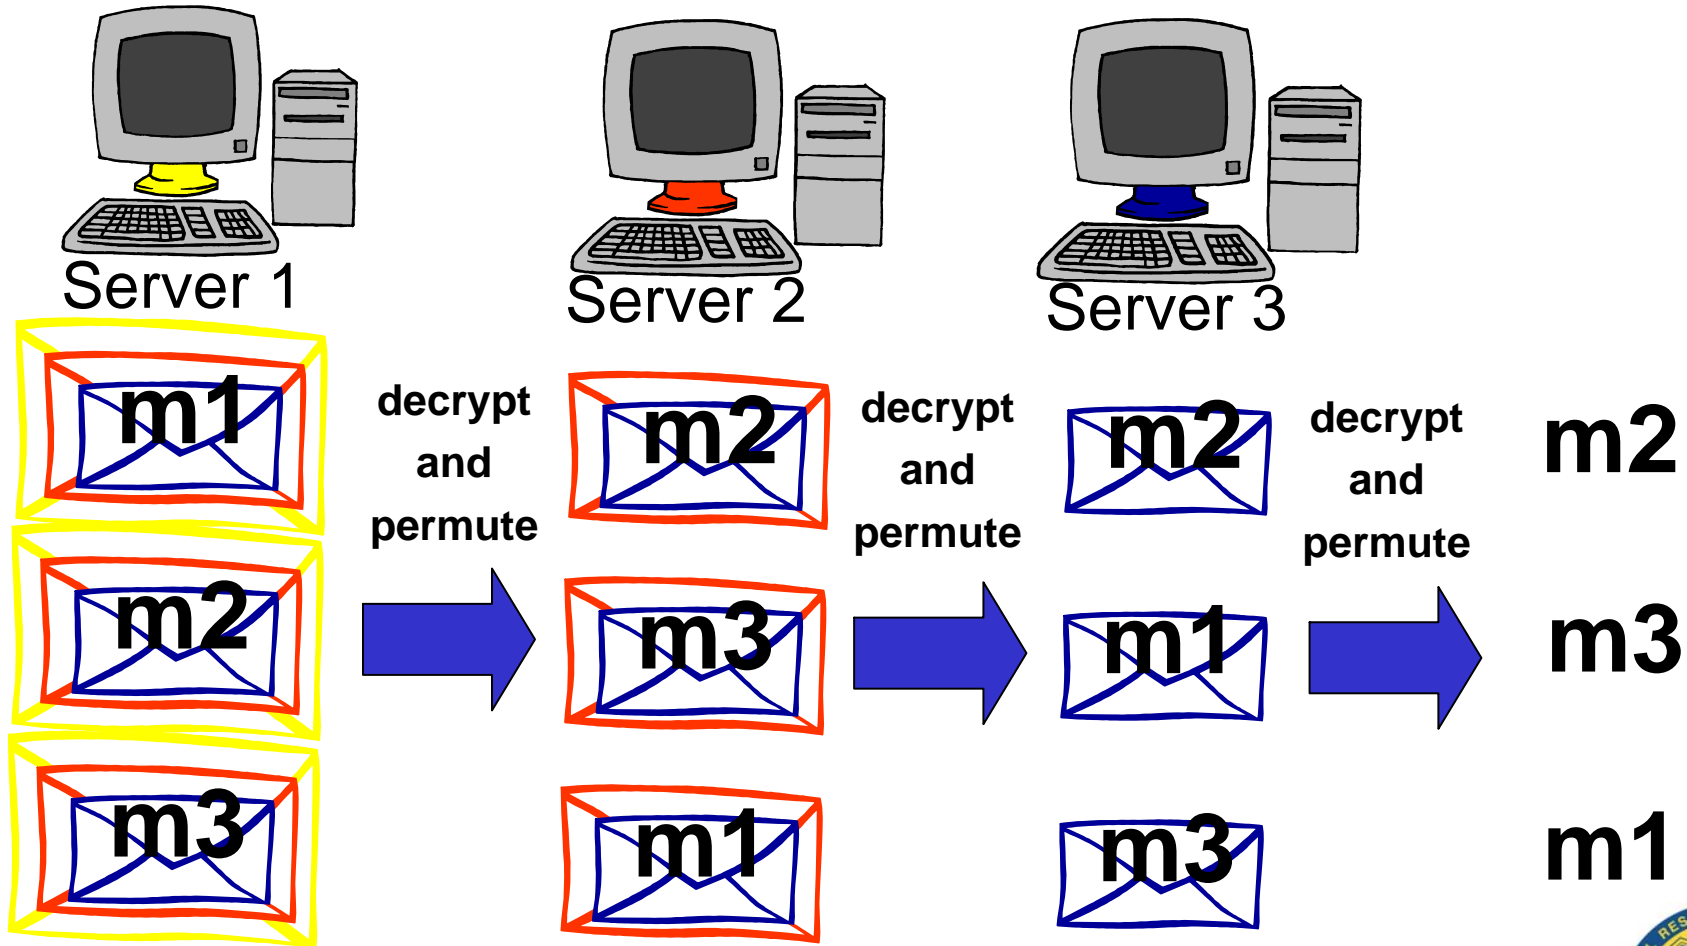 Server 1
Server 2
Server 3
m1
m2
m3
decrypt
and
permute
m2
m3
m1
decrypt
and
permute
m2
m1
m3
decrypt
and
permute
m2
m3
m1
RES